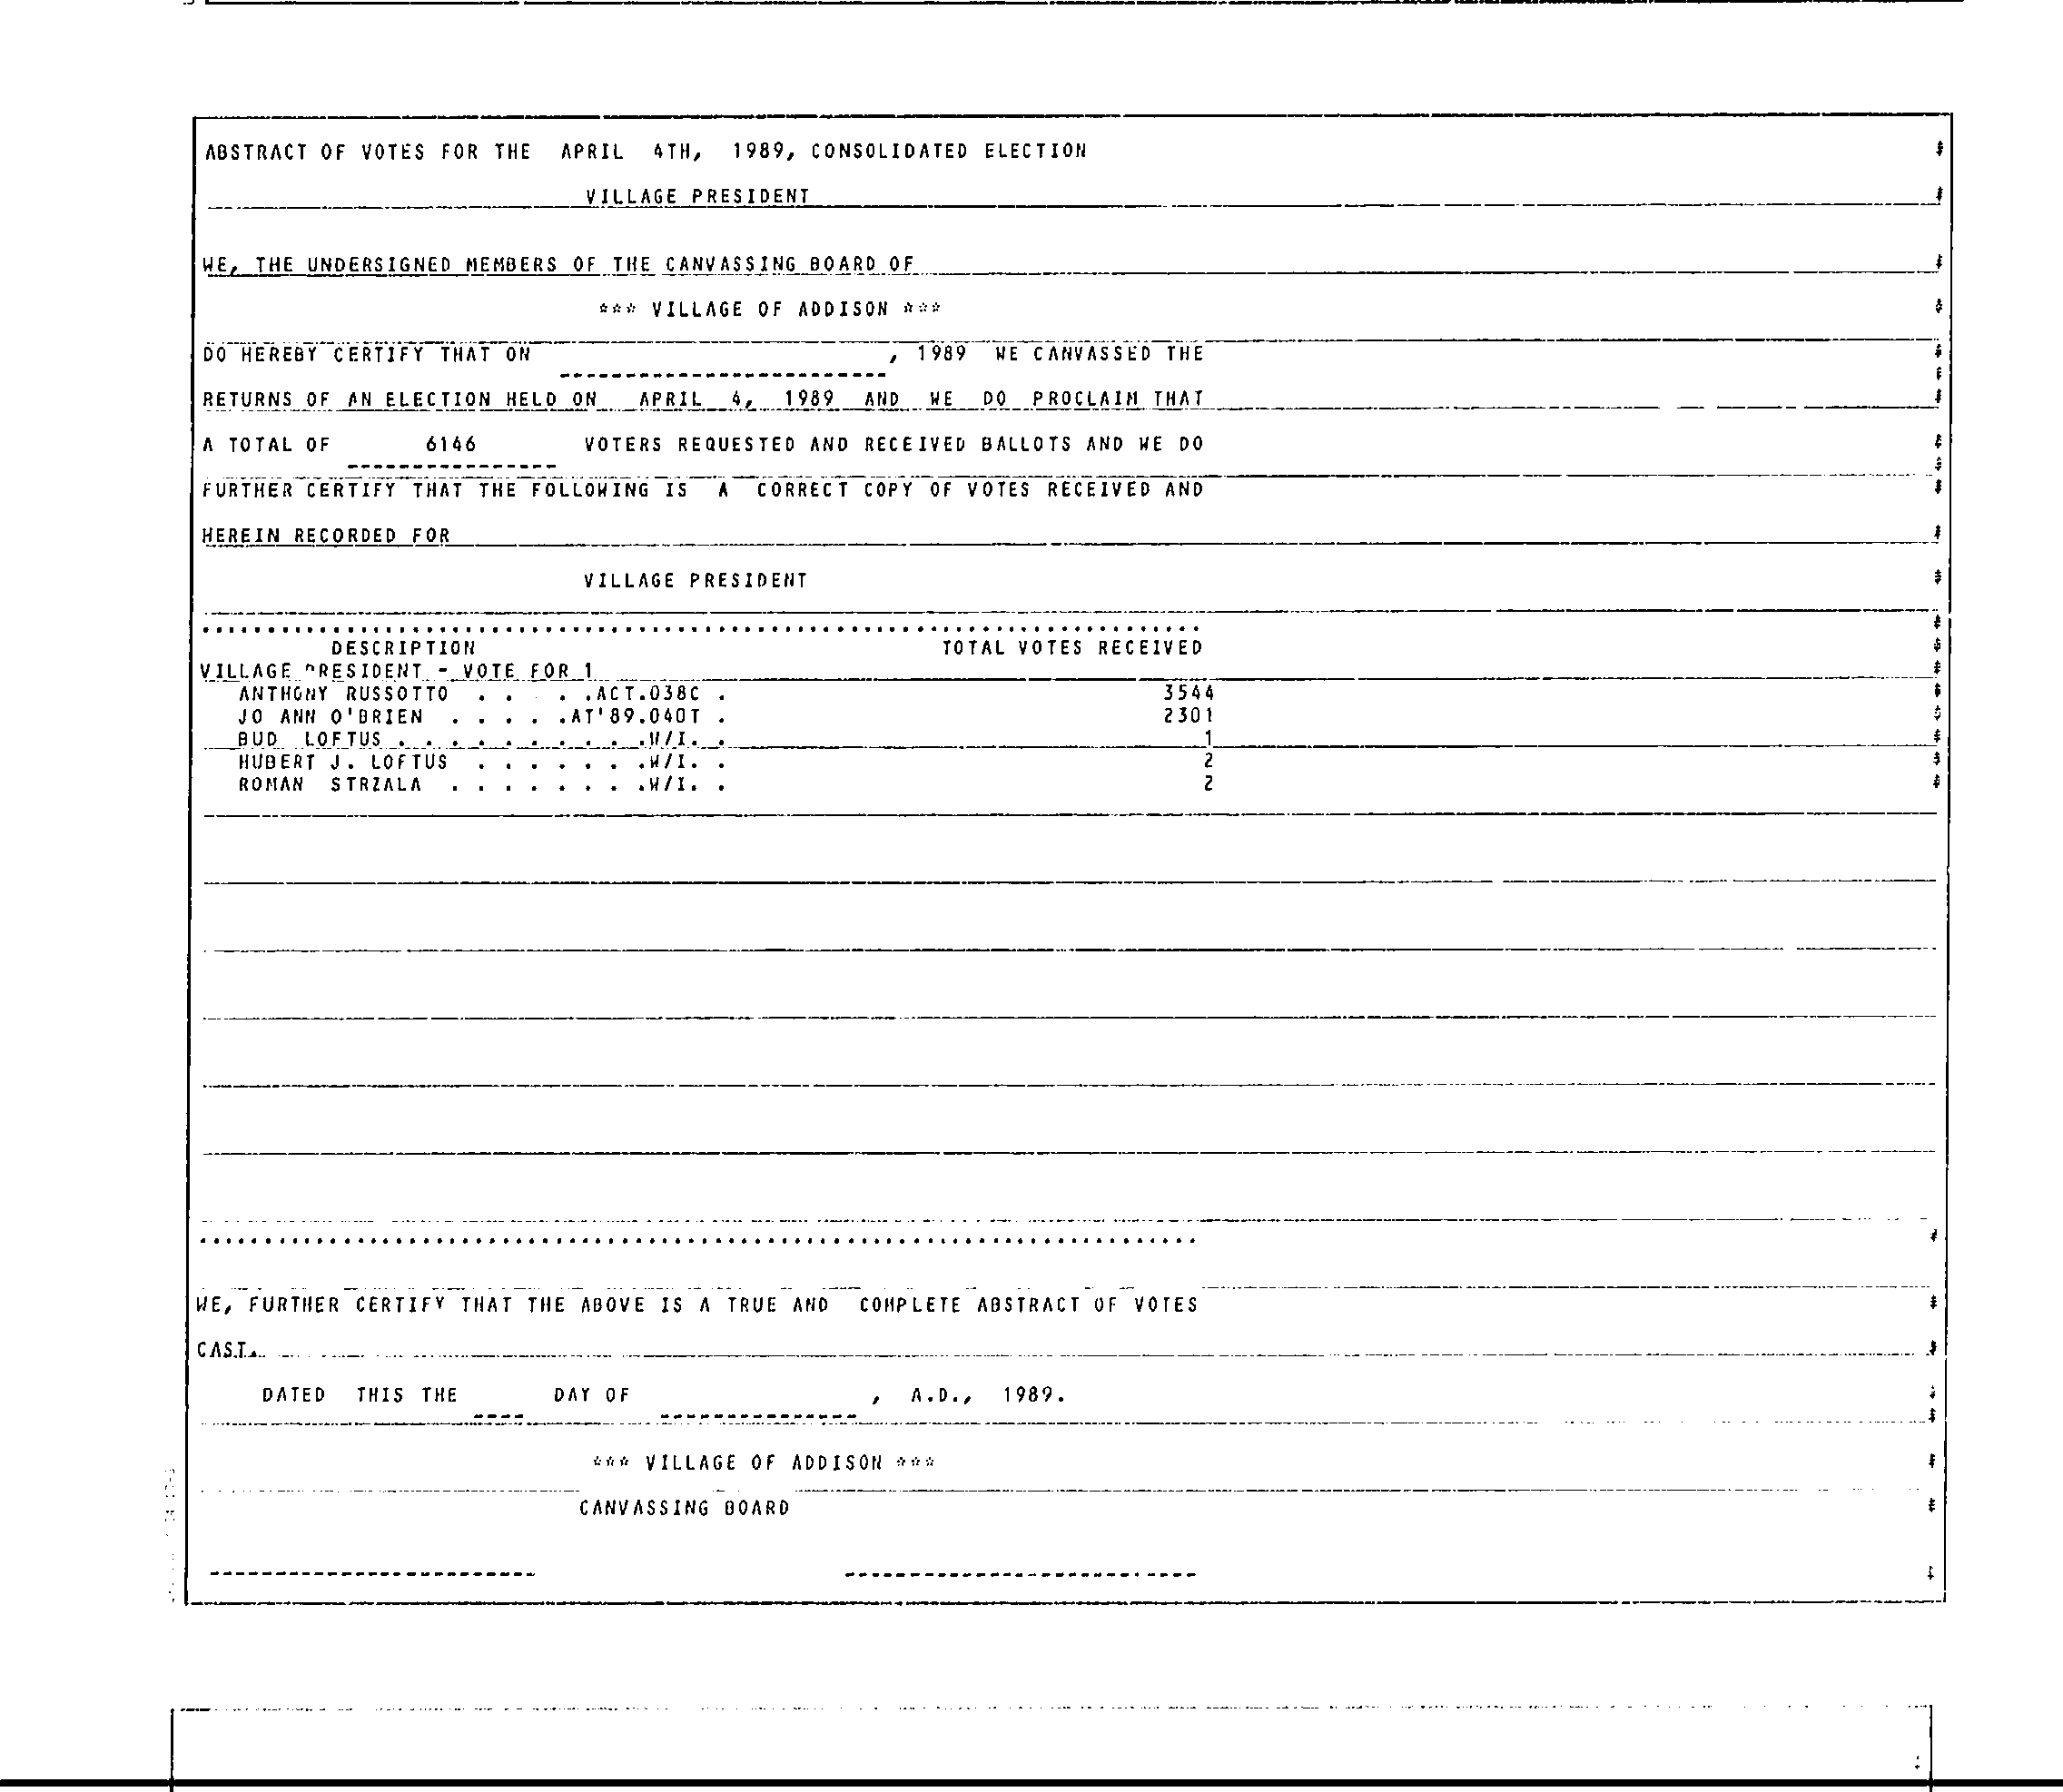 ABSTRACT OF VOTES FOR THE APRIL 4TH, 1989, CONSOLIDATED ELECTION
VILLAGE PRESIDENT
WE, THE UNDERSIGNED MEMBERS OF THE CANVASSING BOARD OF
*** VILLAGE OF ADDISON ***
DO HEREBY CERTIFY THAT ON , 1989 WE CANVASSED THE
RETURNS OF AN ELECTION HELD ON APRIL 4, 1989 AND WE DO PROCLAIM THAT
A TOTAL OF 6146 VOTERS REQUESTED AND RECEIVED BALLOTS AND WE DO
FURTHER CERTIFY THAT THE FOLLOWING IS A CORRECT COPY OF VOTES RECEIVED AND
HEREIN RECORDED FOR
VILLAGE PRESIDENT
DESCRIPTION TOTAL VOTES RECEIVED
VILLAGE PRESIDENT - VOTE FOR 1
ANTHONY RUSSOTTO . . . . .ACT.038C . 3544
JO ANN O'BRIEN . . . . .AT'89.040T . 2301
BUD LOFTUS . . . . . . . . . .W/I. . 1
HUBERT J. LOFTUS . . . . . . .W/I. . 2
ROMAN STRZALA . . . . . . . .W/I. . 2
WE, FURTHER CERTIFY THAT THE ABOVE IS A TRUE AND COMPLETE ABSTRACT OF VOTES
CAST.
DATED THIS THE DAY OF , A.D., 1989.
*** VILLAGE OF ADDISON ***
CANVASSING BOARD